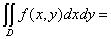 ∬_D f(x,y)dxdy=